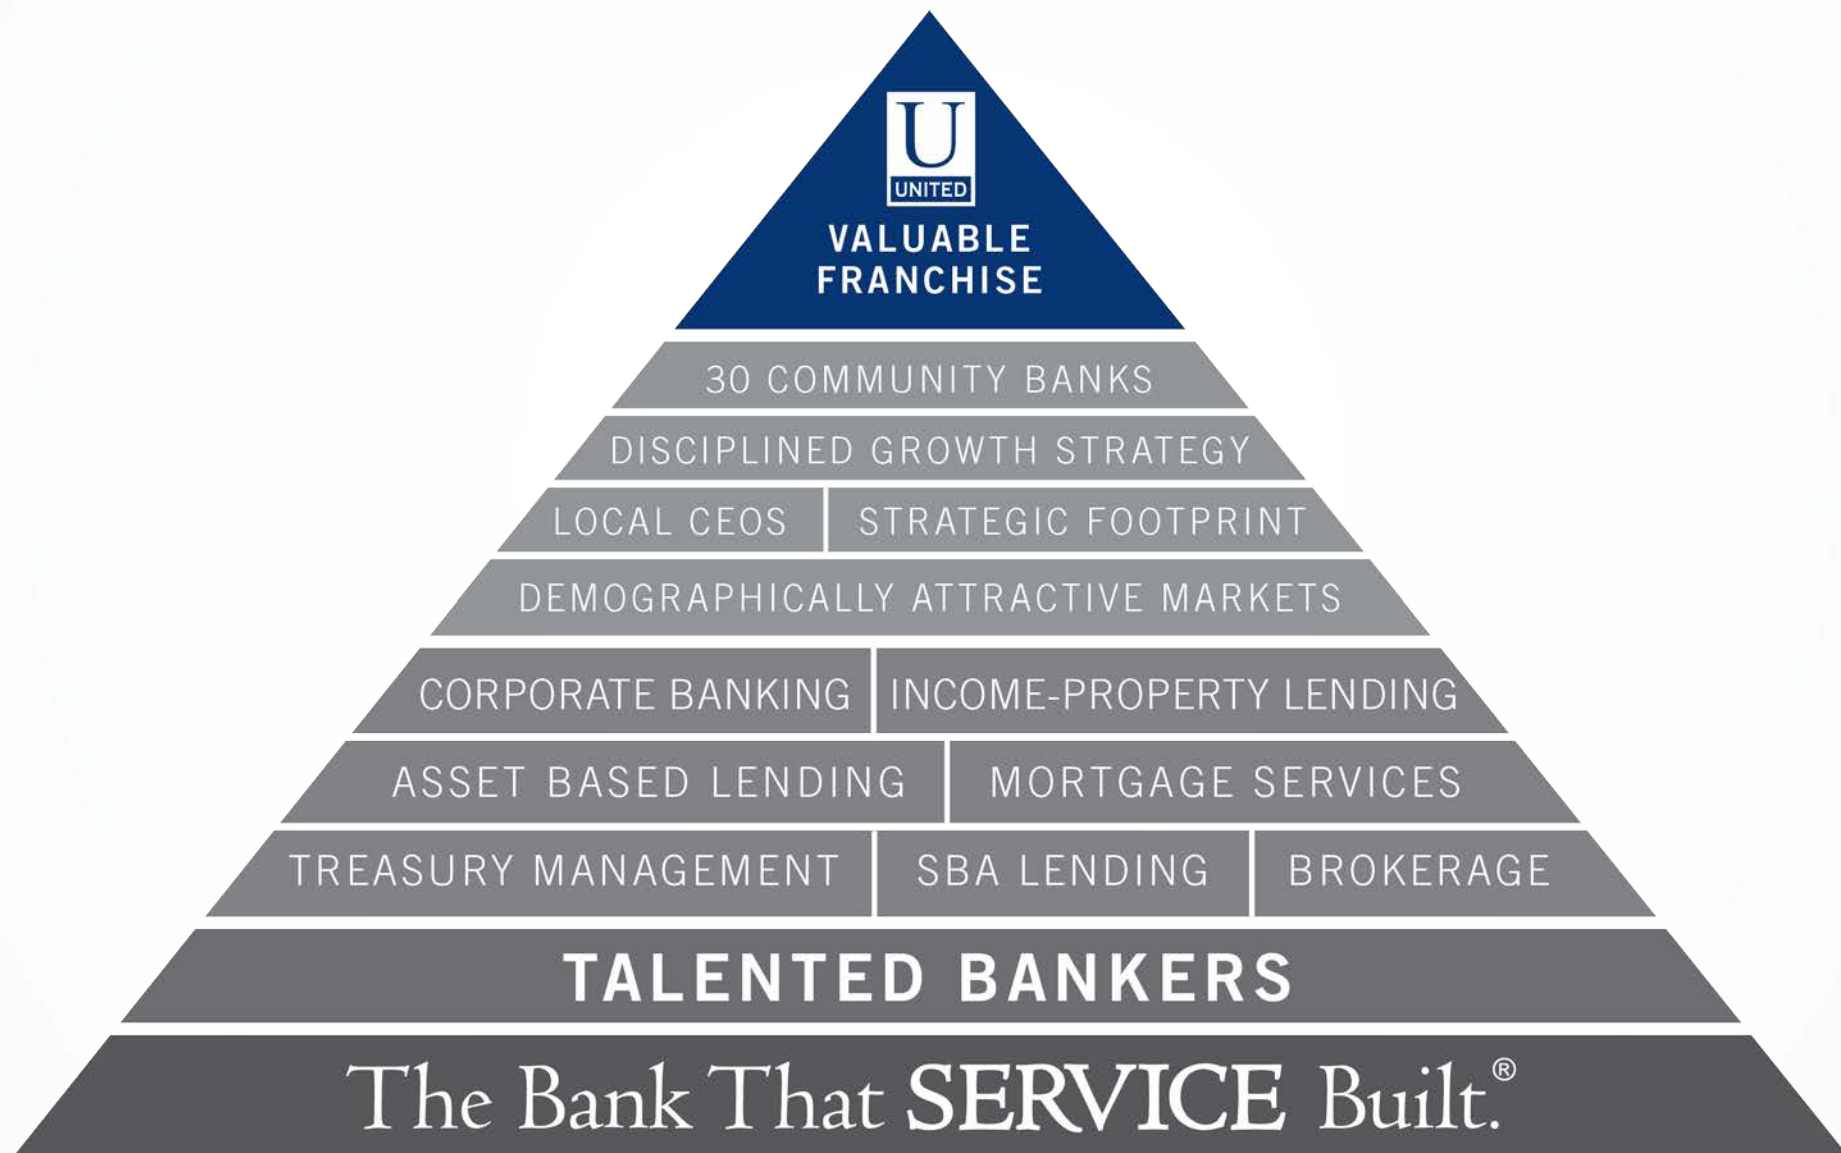 U
UNITED
VALUABLE
FRANCHISE
30 COMMUNITY BANKS
DISCIPLINED GROWTH STRATEGY
LOCAL CEOS
STRATEGIC FOOTPRINT
DEMOGRAPHICALLY ATTRACTIVE MARKETS
CORPORATE BANKING
INCOME-PROPERTY LENDING
ASSET BASED LENDING
MORTGAGE SERVICES
TREASURY MANAGEMENT
SBA LENDING
BROKERAGE
TALENTED BANKERS
The Bank That SERVICE Built.®